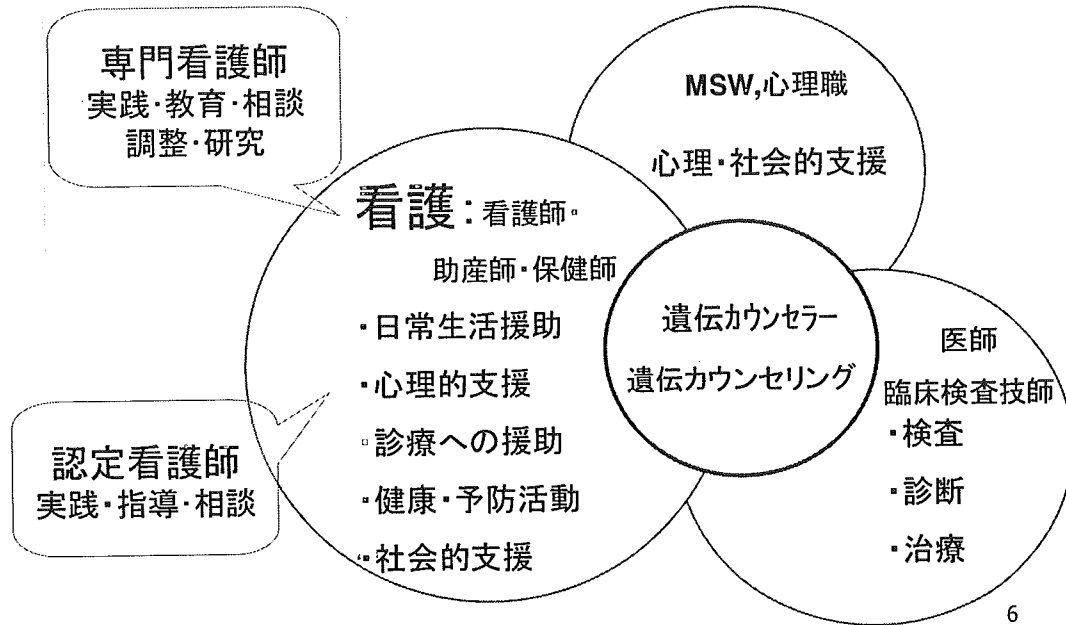 専門看護師
実践・教育・相談
調整・研究
MSW,心理職
心理・社会的支援
看護：看護師・
助産師・保健師
・日常生活援助
・心理的支援
・診療への援助
・健康・予防活動
・社会的支援
遺伝カウンセラー
遺伝カウンセリング
医師
臨床検査技師
・検査
・診断
・治療
認定看護師
実践・指導・相談
6